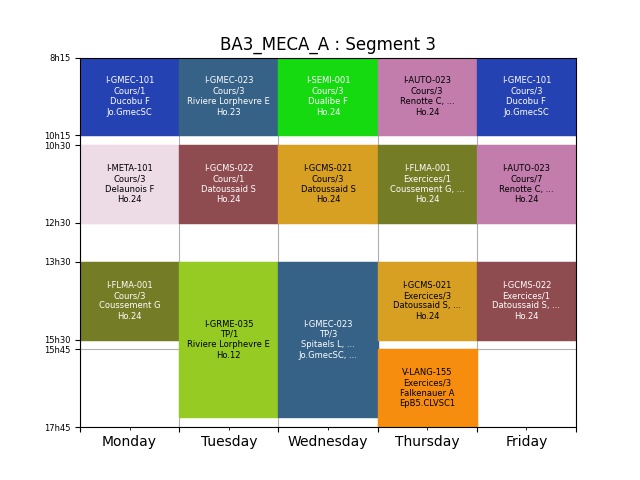 BA3_MECA_A : Segment 3
8h15
I-GMEC-101
Cours/1
Ducobu F
Jo.GmecSC
I-GMEC-023
Cours/3
Riviere Lorphevre E
Ho.23
I-SEMI-001
Cours/3
Dualibe F
Ho.24
I-AUTO-023
Cours/3
Renotte C, ...
Ho.24
I-GMEC-101
Cours/3
Ducobu F
Jo.GmecSC
10h15
10h30
I-META-101
Cours/3
Delaunois F
Ho.24
I-GCMS-022
Cours/1
Datoussaid S
Ho.24
I-GCMS-021
Cours/3
Datoussaid S
Ho.24
I-FLMA-001
Exercices/1
Coussement G, ...
Ho.24
I-AUTO-023
Cours/7
Renotte C, ...
Ho.24
12h30
13h30
I-FLMA-001
Cours/3
Coussement G
Ho.24
I-GRME-035
TP/1
Riviere Lorphevre E
Ho.12
I-GMEC-023
TP/3
Spitaels L, ...
Jo.GmecSC, ...
I-GCMS-021
Exercices/3
Datoussaid S, ...
Ho.24
I-GCMS-022
Exercices/1
Datoussaid S, ...
Ho.24
15h30
15h45
V-LANG-155
Exercices/3
Falkenauer A
EpB5.CLVSC1
17h45
Monday
Tuesday
Wednesday
Thursday
Friday